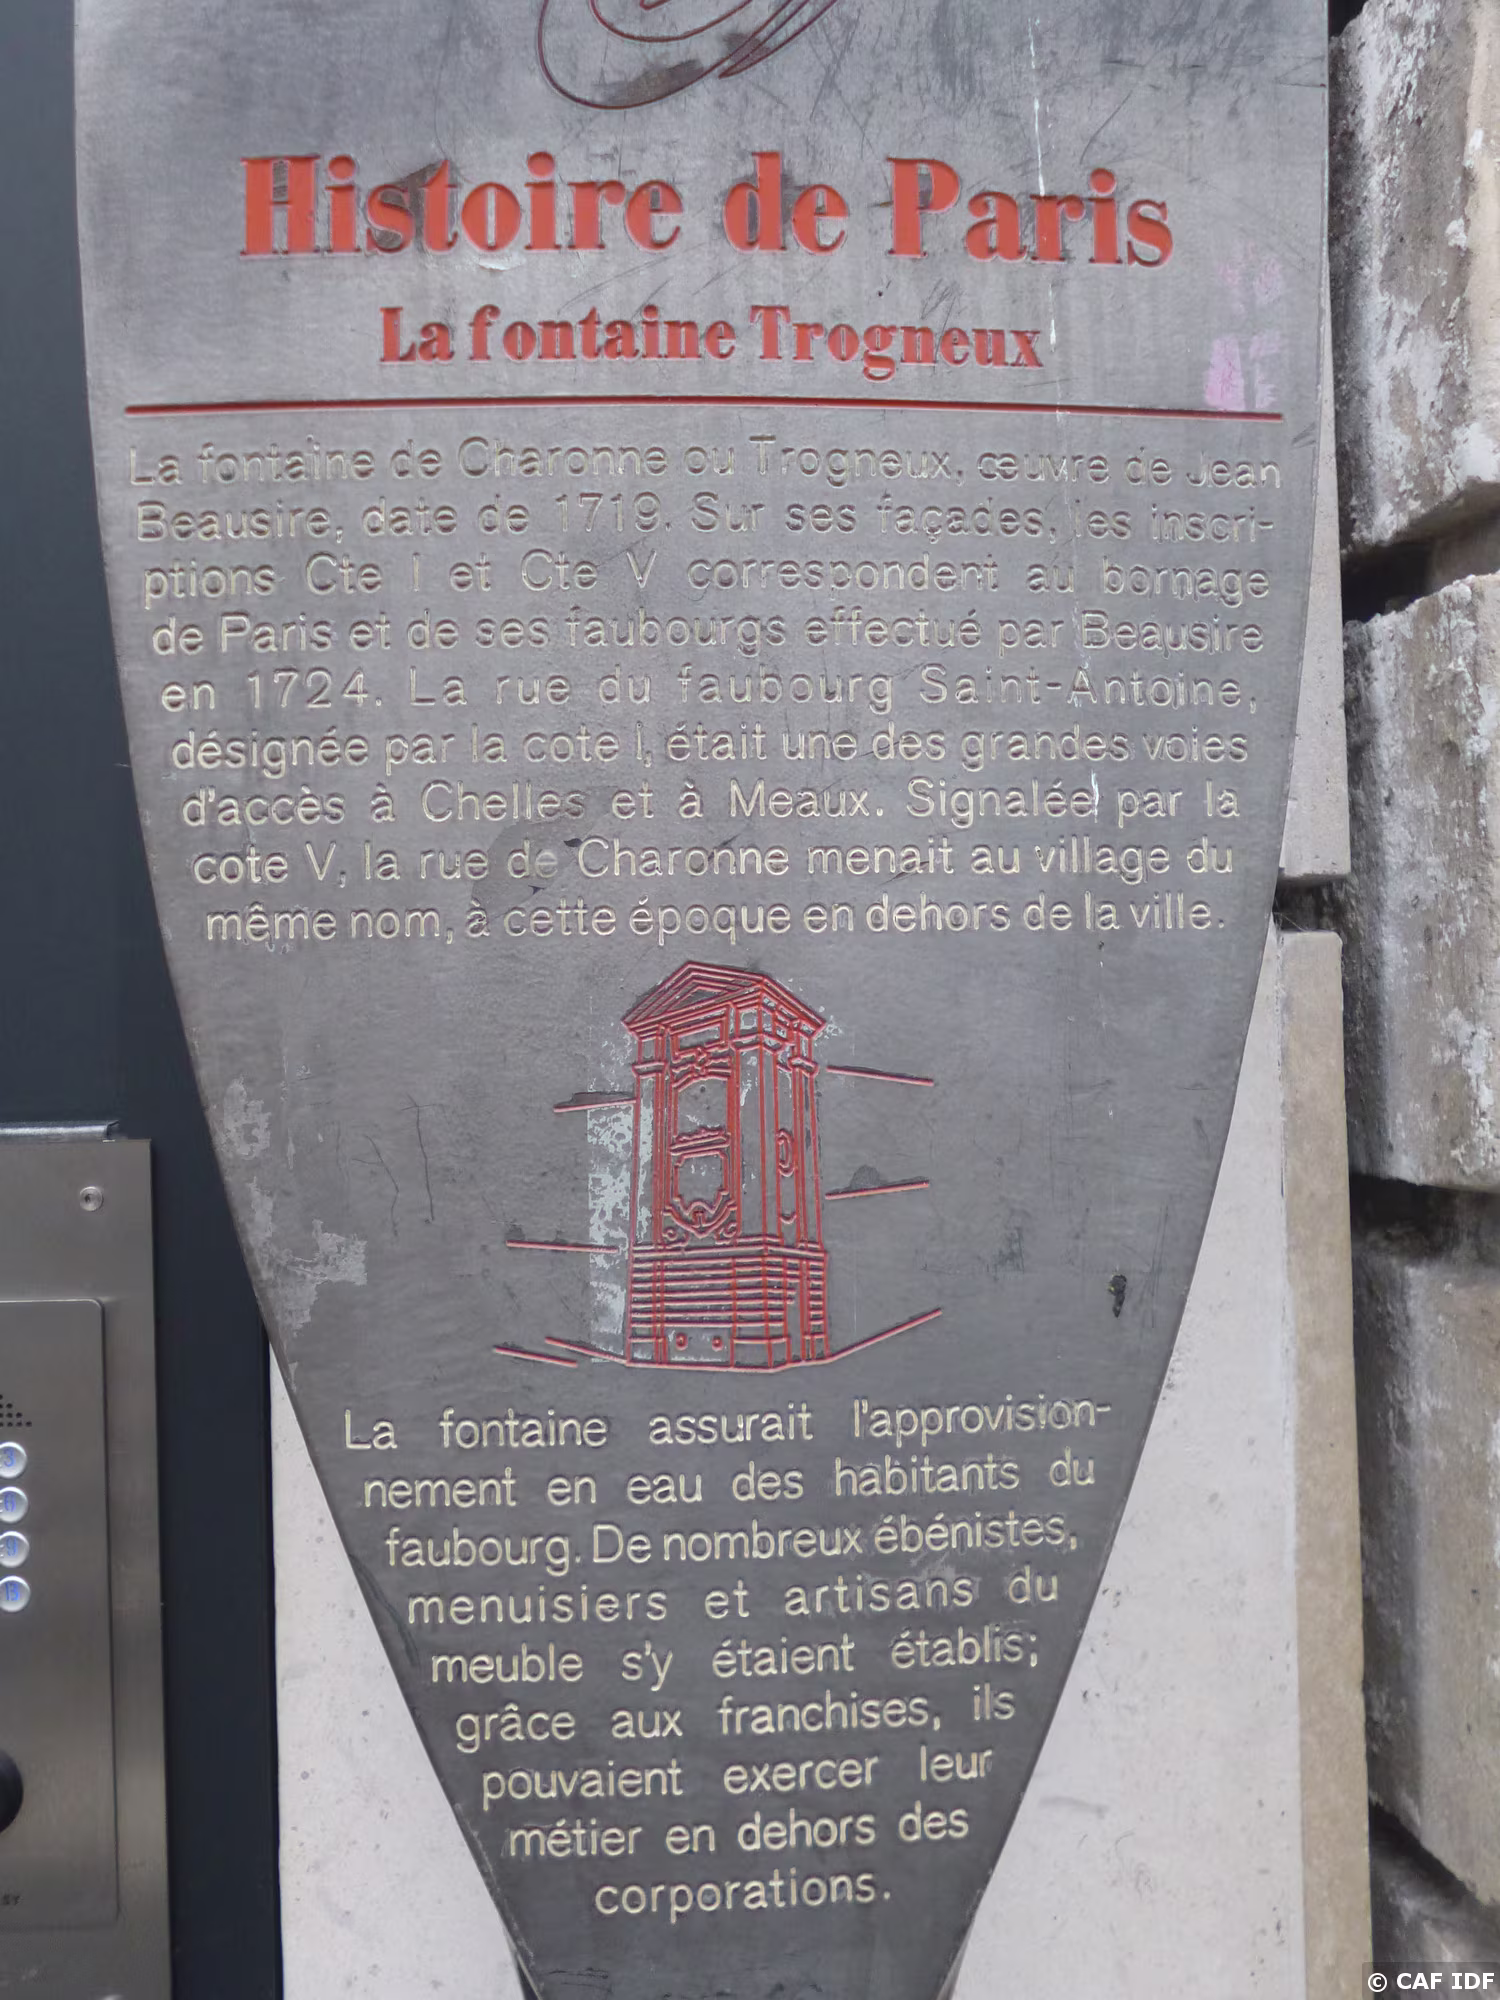 Histoire de Paris
La fontaine Trogneux
La fontaine de Charonne ou Trogneux, œuvre de Jean
Beausire, date de 1719. Sur ses façades, les inscri-
ptions Cte I et Cte V correspondent au bornage
de Paris et de ses faubourgs effectué par Beausire
en 1724. La rue du faubourg Saint-Antoine,
désignée par la cote I, était une des grandes voies
d'accès à Chelles et à Meaux. Signalée par la
cote V, la rue de Charonne menait au village du
même nom, à cette époque en dehors de la ville.
La fontaine assurait l'approvision-
nement en eau des habitants du
faubourg. De nombreux ébénistes,
menuisiers et artisans du
meuble s'y étaient établis;
grâce aux franchises, ils
pouvaient exercer leur
métier en dehors des
corporations.
3
6
9
© CAF IDF